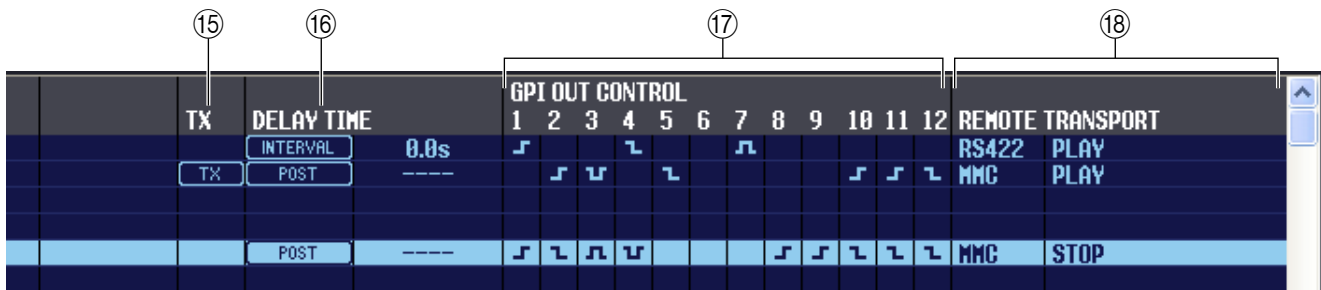 ⑮ ⑯ ⑰ ⑱
GPI OUT CONTROL
TX DELAY TIME 1 2 3 4 5 6 7 8 9 10 11 12 REMOTE TRANSPORT
INTERVAL 0.0s RS422 PLAY
TX POST ---- MMC PLAY
POST ---- MMC STOP